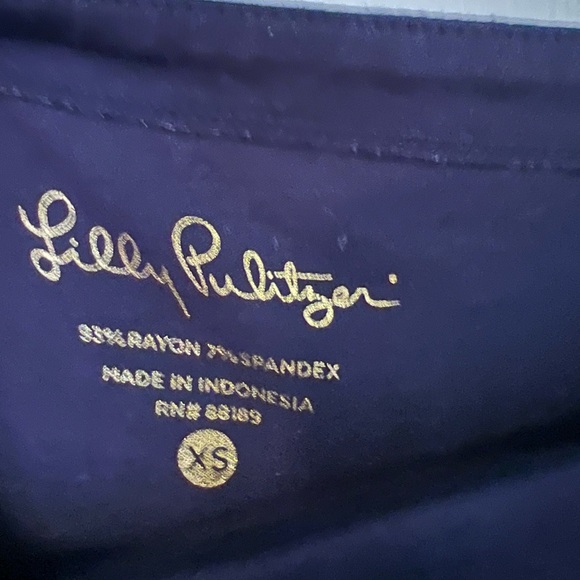 Lilly Pulitzer
93% RAYON 7% SPANDEX
MADE IN INDONESIA
RN# 88189
XS